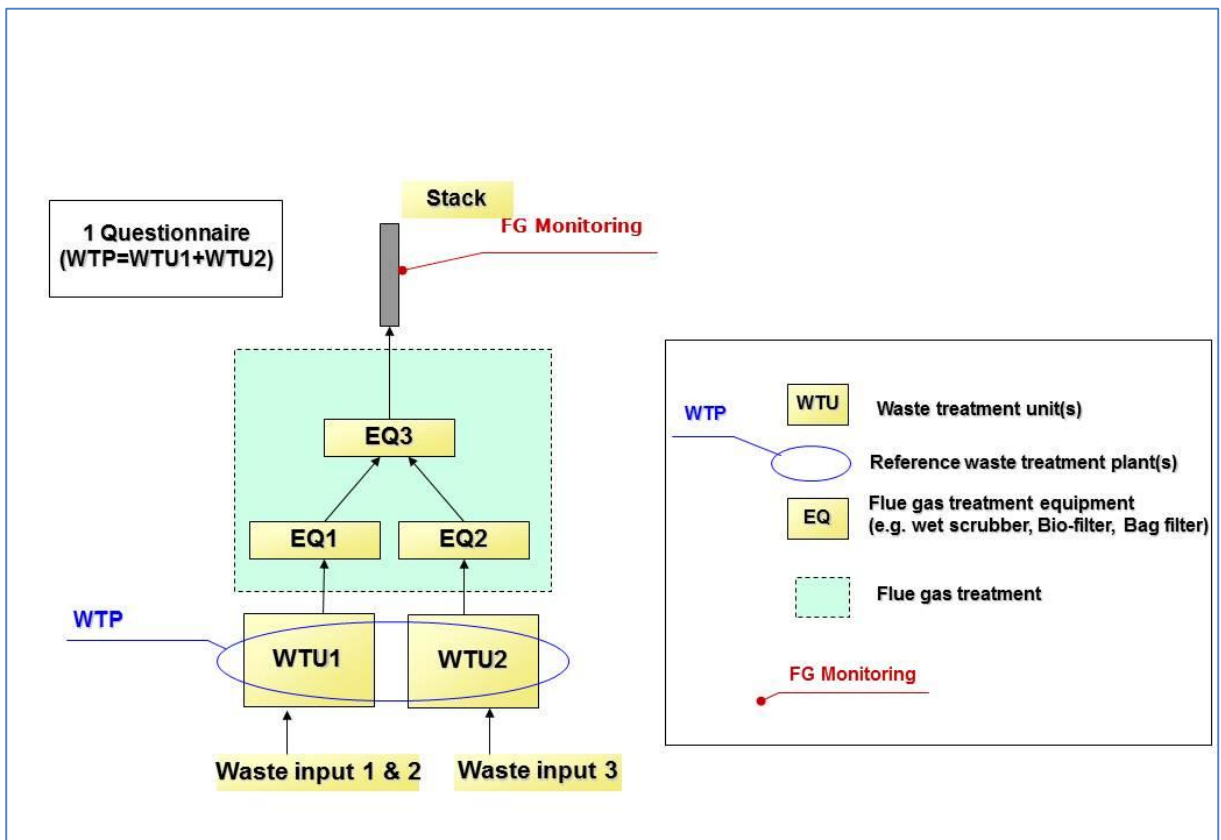 Stack
FG Monitoring
1 Questionnaire
(WTP=WTU1+WTU2)
EQ3
EQ1
EQ2
WTP
WTU1
WTU2
Waste input 1 & 2
Waste input 3
WTP
WTU
Waste treatment unit(s)
Reference waste treatment plant(s)
EQ
Flue gas treatment equipment
(e.g. wet scrubber, Bio-filter, Bag filter)
Flue gas treatment
FG Monitoring